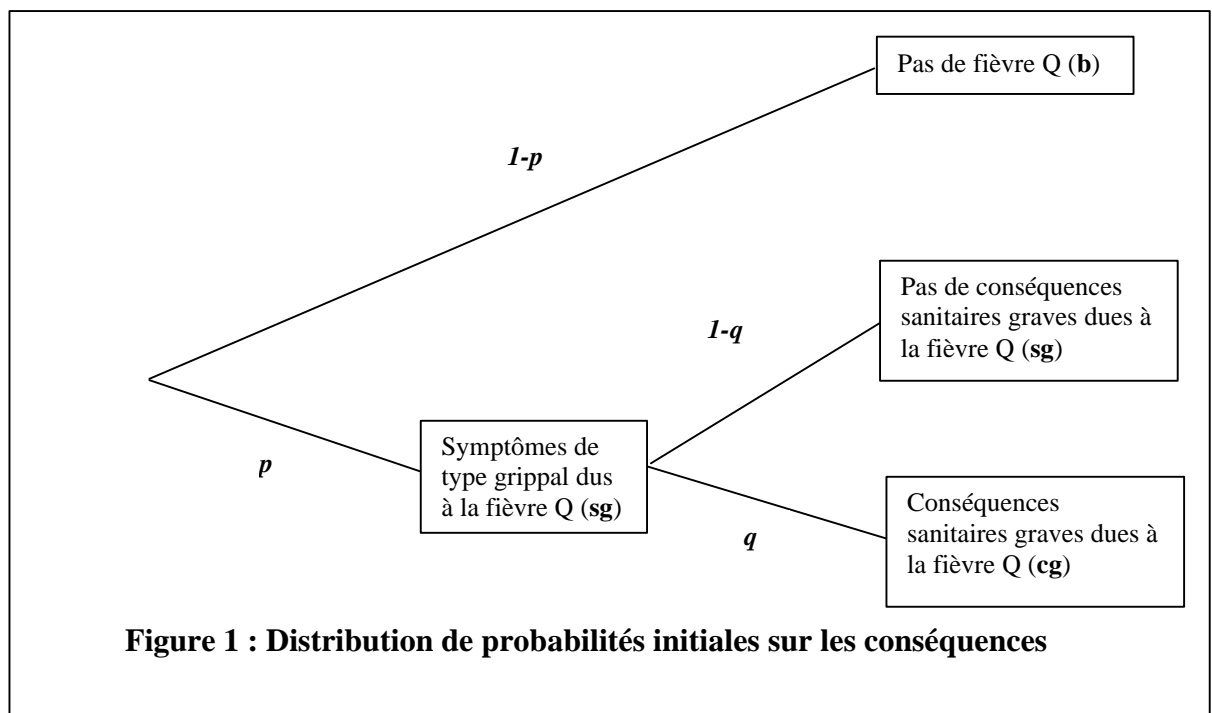 Pas de fièvre Q (b)
1-p
Pas de conséquences
sanitaires graves dues à
la fièvre Q (sg)
1-q
Symptômes de
type grippal dus
à la fièvre Q (sg)
p
Conséquences
sanitaires graves dues à
la fièvre Q (cg)
q
Figure 1 : Distribution de probabilités initiales sur les conséquences